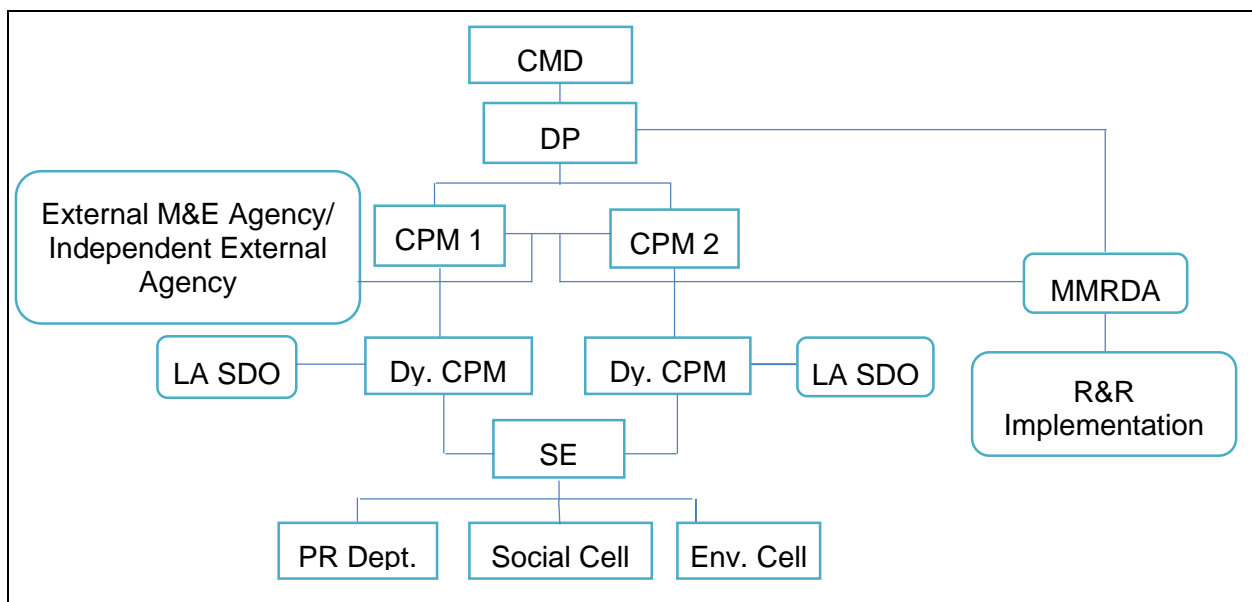 CMD
DP
External M&E Agency/
Independent External
Agency
CPM 1
CPM 2
MMRDA
LA SDO
Dy. CPM
Dy. CPM
LA SDO
R&R
Implementation
SE
PR Dept.
Social Cell
Env. Cell